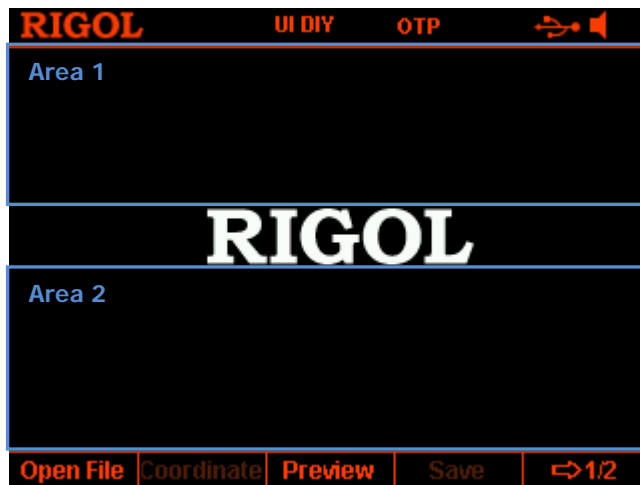 RIGOL UI DIY OTP
Area 1
RIGOL
Area 2
Open File Coordinate Preview Save 1/2